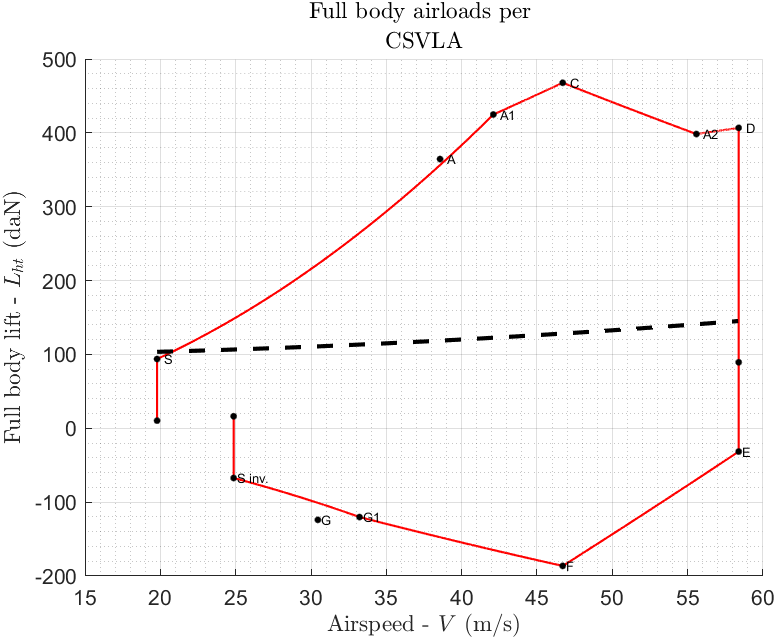 Full body airloads per
CSVLA
Full body lift - L_ht (daN)
500
400
300
200
100
0
-100
-200
C
A1
A2
D
A
S
E
S inv.
G
G1
F
15 20 25 30 35 40 45 50 55 60
Airspeed - V (m/s)